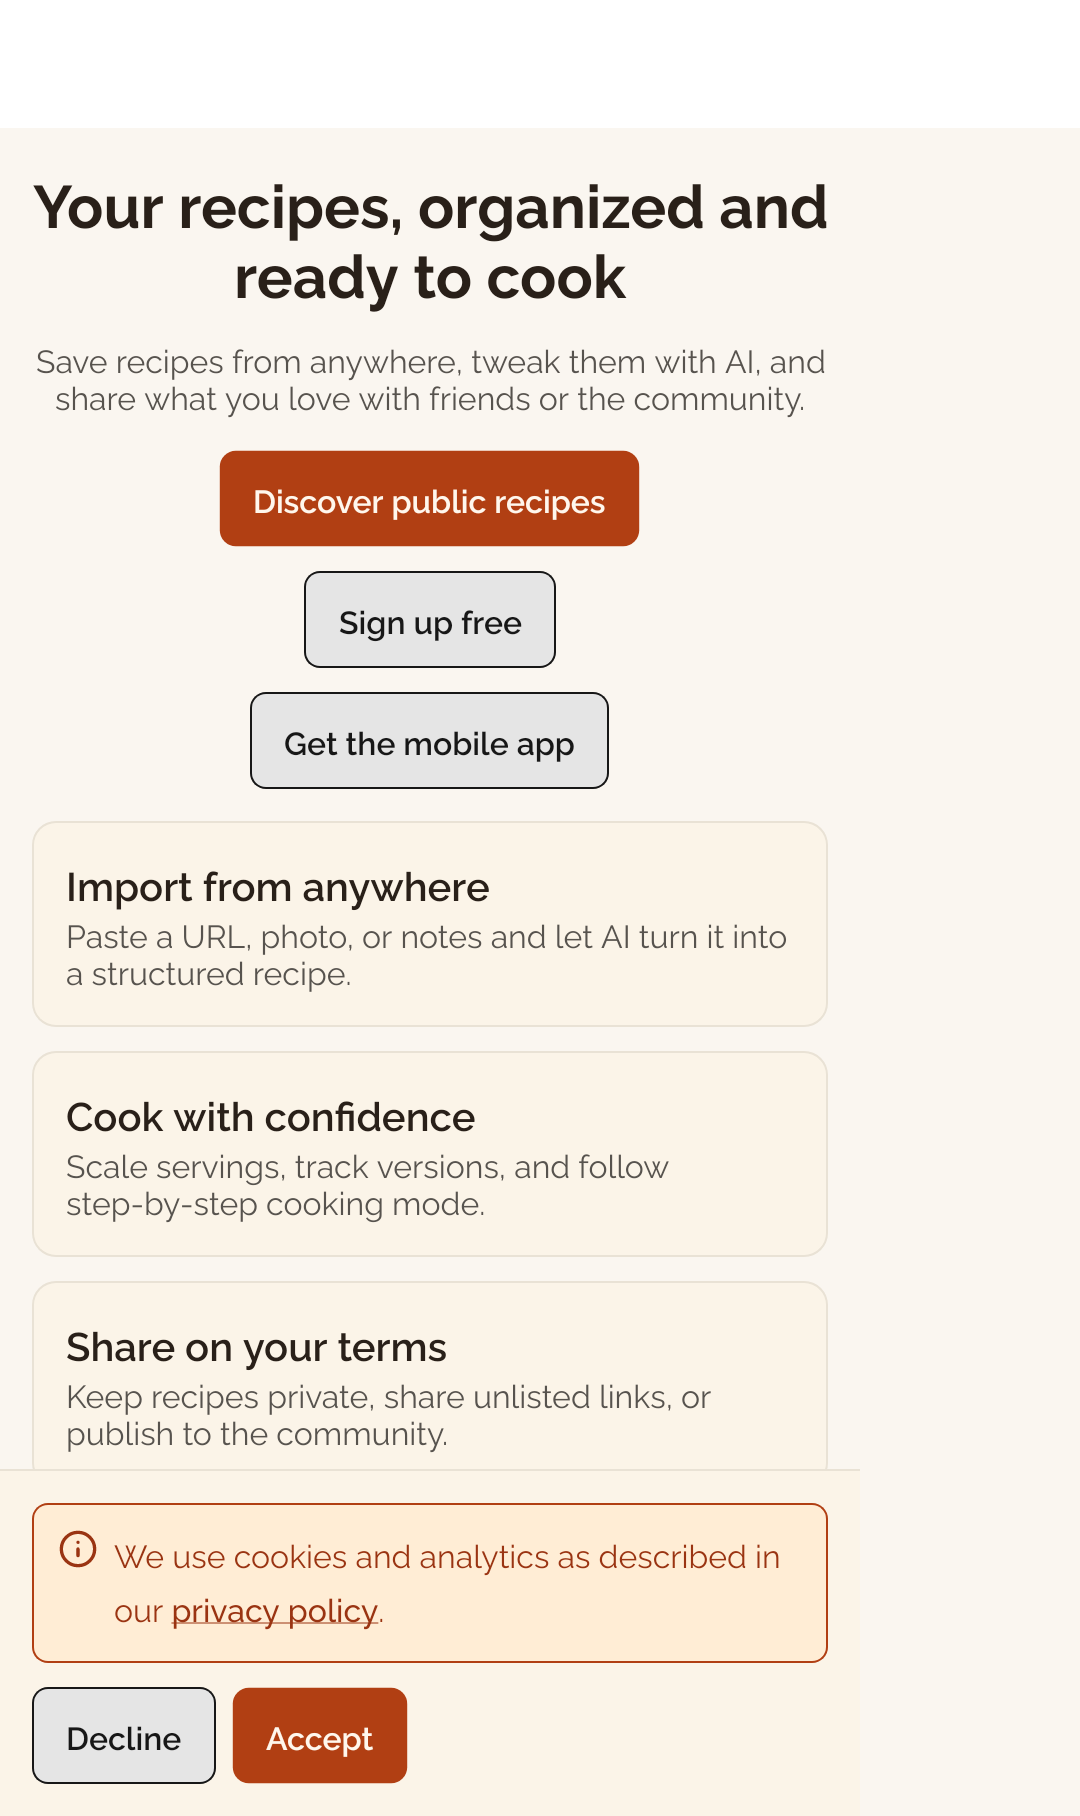 Your recipes, organized and
ready to cook
Save recipes from anywhere, tweak them with AI, and
share what you love with friends or the community.
Discover public recipes
Sign up free
Get the mobile app
Import from anywhere
Paste a URL, photo, or notes and let AI turn it into
a structured recipe.
Cook with confidence
Scale servings, track versions, and follow
step-by-step cooking mode.
Share on your terms
Keep recipes private, share unlisted links, or
publish to the community.
We use cookies and analytics as described in
our privacy policy.
Decline
Accept